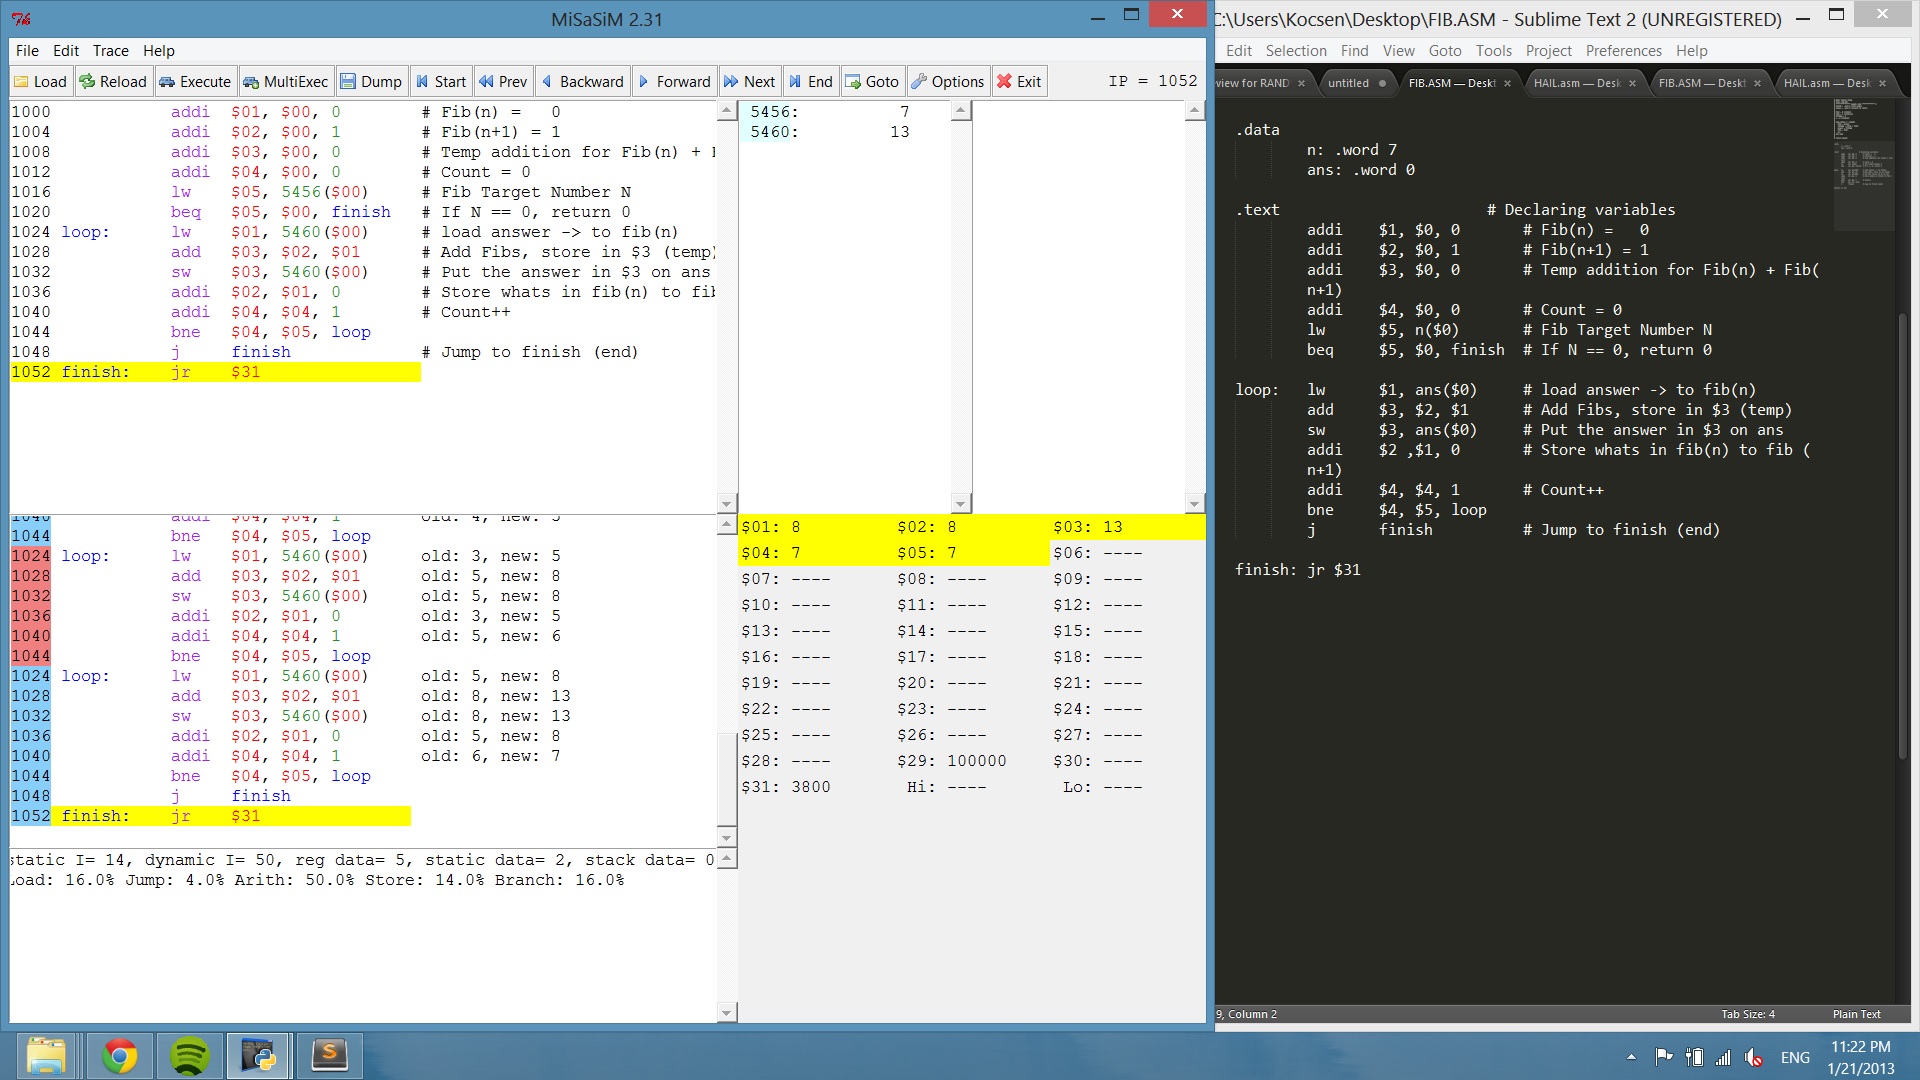 MiSaSiM 2.31
File Edit Trace Help
Load Reload Execute MultiExec Dump Start Prev Backward Forward Next End Goto Options Exit IP = 1052
1000 addi $01, $00, 0 # Fib(n) = 0
1004 addi $02, $00, 1 # Fib(n+1) = 1
1008 addi $03, $00, 0 # Temp addition for Fib(n) +
1012 addi $04, $00, 0 # Count = 0
1016 lw $05, 5456($00) # Fib Target Number N
1020 beq $05, $00, finish # If N == 0, return 0
1024 loop: lw $01, 5460($00) # load answer -> to fib(n)
1028 add $03, $02, $01 # Add Fibs, store in $3 (temp)
1032 sw $03, 5460($00) # Put the answer in $3 on ans
1036 addi $02, $01, 0 # Store whats in fib(n) to fib
1040 addi $04, $04, 1 # Count++
1044 bne $04, $05, loop
1048 j finish # Jump to finish (end)
1052 finish: jr $31
5456: 7
5460: 13
1040 addi $04, $04, 1 old: 4, new: 5
1044 bne $04, $05, loop
1024 loop: lw $01, 5460($00) old: 3, new: 5
1028 add $03, $02, $01 old: 5, new: 8
1032 sw $03, 5460($00) old: 5, new: 8
1036 addi $02, $01, 0 old: 3, new: 5
1040 addi $04, $04, 1 old: 5, new: 6
1044 bne $04, $05, loop
1024 loop: lw $01, 5460($00) old: 5, new: 8
1028 add $03, $02, $01 old: 8, new: 13
1032 sw $03, 5460($00) old: 8, new: 13
1036 addi $02, $01, 0 old: 5, new: 8
1040 addi $04, $04, 1 old: 6, new: 7
1044 bne $04, $05, loop
1048 j finish
1052 finish: jr $31
static I= 14, dynamic I= 50, reg data= 5, static data= 2, stack data= 0
Load: 16.0% Jump: 4.0% Arith: 50.0% Store: 14.0% Branch: 16.0%
$01: 8 $02: 8 $03: 13
$04: 7 $05: 7 $06: ----
$07: ---- $08: ---- $09: ----
$10: ---- $11: ---- $12: ----
$13: ---- $14: ---- $15: ----
$16: ---- $17: ---- $18: ----
$19: ---- $20: ---- $21: ----
$22: ---- $23: ---- $24: ----
$25: ---- $26: ---- $27: ----
$28: ---- $29: 100000 $30: ----
$31: 3800 Hi: ---- Lo: ----
C:\Users\Kocsen\Desktop\FIB.ASM - Sublime Text 2 (UNREGISTERED)
Edit Selection Find View Goto Tools Project Preferences Help
view for RAND untitled FIB.ASM — Deskt HAIL.asm — Desk FIB.ASM — Deskt HAIL.asm — Desk
.data
n: .word 7
ans: .word 0
.text # Declaring variables
addi $1, $0, 0 # Fib(n) = 0
addi $2, $0, 1 # Fib(n+1) = 1
addi $3, $0, 0 # Temp addition for Fib(n) + Fib(
n+1)
addi $4, $0, 0 # Count = 0
lw $5, n($0) # Fib Target Number N
beq $5, $0, finish # If N == 0, return 0
loop: lw $1, ans($0) # load answer -> to fib(n)
add $3, $2, $1 # Add Fibs, store in $3 (temp)
sw $3, ans($0) # Put the answer in $3 on ans
addi $2 ,$1, 0 # Store whats in fib(n) to fib (
n+1)
addi $4, $4, 1 # Count++
bne $4, $5, loop
j finish # Jump to finish (end)
finish: jr $31
9, Column 2 Tab Size: 4 Plain Text
ENG
11:22 PM
1/21/2013